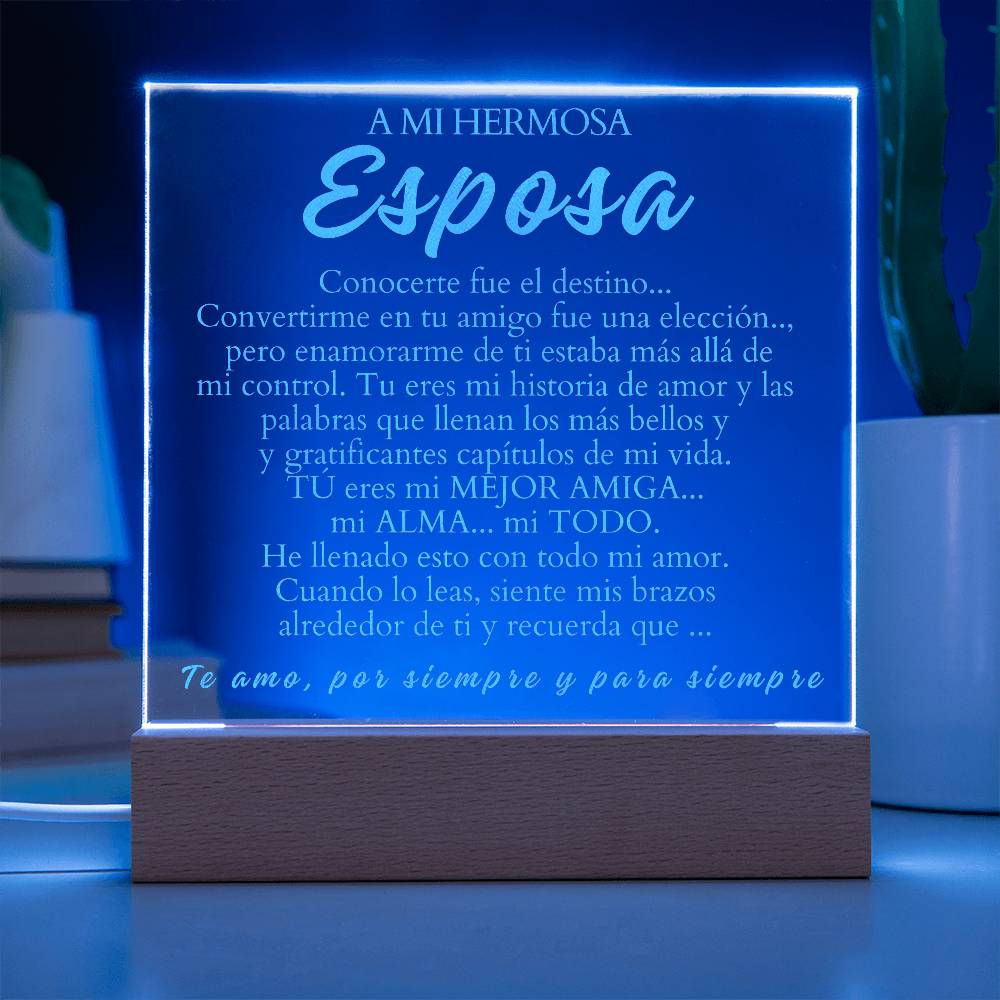 A MI HERMOSA
Esposa
Conocerte fue el destino...
Convertirme en tu amigo fue una elección..,
pero enamorarme de ti estaba más allá de
mi control. Tu eres mi historia de amor y las
palabras que llenan los más bellos y
y gratificantes capítulos de mi vida.
TÚ eres mi MEJOR AMIGA...
mi ALMA... mi TODO.
He llenado esto con todo mi amor.
Cuando lo leas, siente mis brazos
alrededor de ti y recuerda que ...
Te amo, por siempre y para siempre